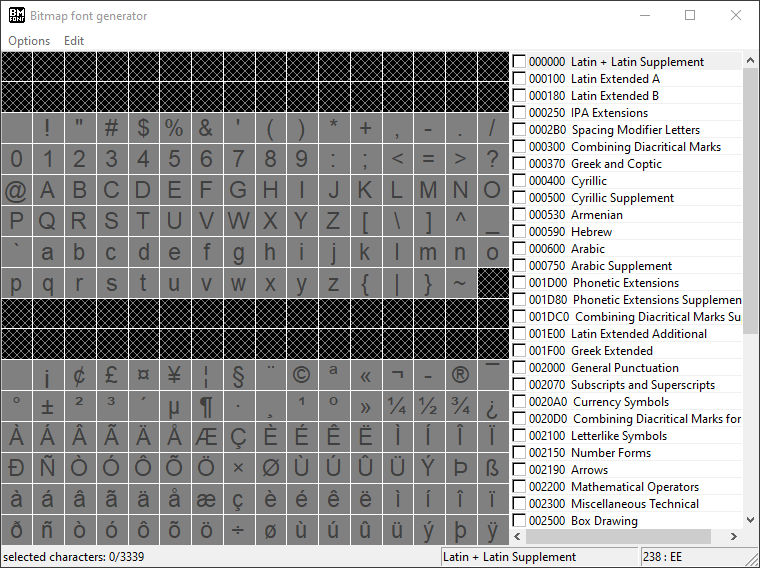 BM FONT Bitmap font generator
Options Edit
! " # $ % & ' ( ) * + , - . /
0 1 2 3 4 5 6 7 8 9 : ; < = > ?
@ A B C D E F G H I J K L M N O
P Q R S T U V W X Y Z [ \ ] ^ _
` a b c d e f g h i j k l m n o
p q r s t u v w x y z { | } ~
¡ ¢ £ ¤ ¥ ¦ § ¨ © ª « ¬ - ® ¯
° ± ² ³ ´ µ ¶ · ¸ ¹ º » ¼ ½ ¾ ¿
À Á Â Ã Ä Å Æ Ç È É Ê Ë Ì Í Î Ï
Ð Ñ Ò Ó Ô Õ Ö × Ø Ù Ú Û Ü Ý Þ ß
à á â ã ä å æ ç è é ê ë ì í î ï
ð ñ ò ó ô õ ö ÷ ø ù ú û ü ý þ ÿ
000000 Latin + Latin Supplement
000100 Latin Extended A
000180 Latin Extended B
000250 IPA Extensions
0002B0 Spacing Modifier Letters
000300 Combining Diacritical Marks
000370 Greek and Coptic
000400 Cyrillic
000500 Cyrillic Supplement
000530 Armenian
000590 Hebrew
000600 Arabic
000750 Arabic Supplement
001D00 Phonetic Extensions
001D80 Phonetic Extensions Supplemen
001DC0 Combining Diacritical Marks Su
001E00 Latin Extended Additional
001F00 Greek Extended
002000 General Punctuation
002070 Subscripts and Superscripts
0020A0 Currency Symbols
0020D0 Combining Diacritical Marks for
002100 Letterlike Symbols
002150 Number Forms
002190 Arrows
002200 Mathematical Operators
002300 Miscellaneous Technical
002500 Box Drawing
selected characters: 0/3339 Latin + Latin Supplement 238 : EE